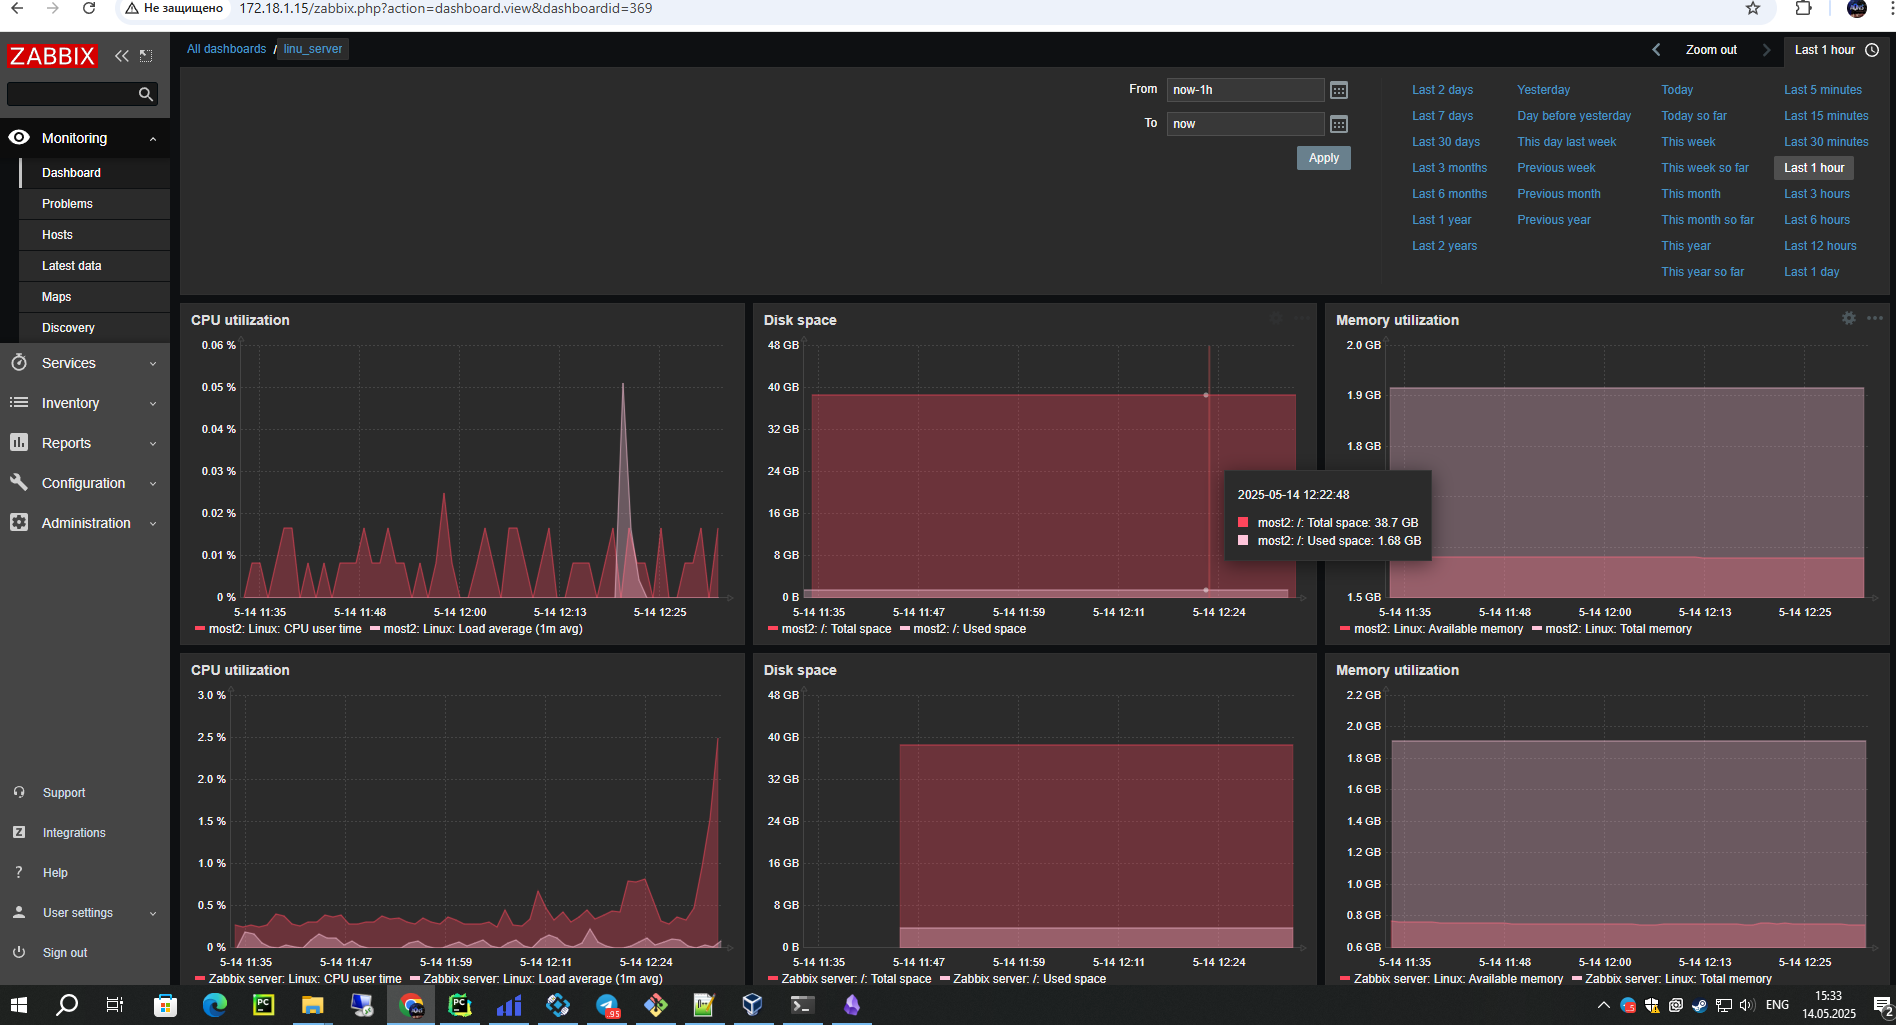 Не защищено
172.18.1.15/zabbix.php?action=dashboard.view&dashboardid=369
ZABBIX
Monitoring
Dashboard
Problems
Hosts
Latest data
Maps
Discovery
Services
Inventory
Reports
Configuration
Administration
Support
Integrations
Help
User settings
Sign out
All dashboards / linu_server
Zoom out
Last 1 hour
From now-1h
To now
Apply
Last 2 days Yesterday Today Last 5 minutes
Last 7 days Day before yesterday Today so far Last 15 minutes
Last 30 days This day last week This week Last 30 minutes
Last 3 months Previous week This week so far Last 1 hour
Last 6 months Previous month This month Last 3 hours
Last 1 year Previous year This month so far Last 6 hours
Last 2 years This year Last 12 hours
This year so far Last 1 day
CPU utilization
0.06 %
0.05 %
0.04 %
0.03 %
0.02 %
0.01 %
0 %
5-14 11:35 5-14 11:48 5-14 12:00 5-14 12:13 5-14 12:25
most2: Linux: CPU user time most2: Linux: Load average (1m avg)
Disk space
48 GB
40 GB
32 GB
24 GB
16 GB
8 GB
0 B
5-14 11:35 5-14 11:47 5-14 11:59 5-14 12:11 5-14 12:24
most2: /: Total space most2: /: Used space
2025-05-14 12:22:48
most2: /: Total space: 38.7 GB
most2: /: Used space: 1.68 GB
Memory utilization
2.0 GB
1.9 GB
1.8 GB
1.5 GB
5-14 11:35 5-14 11:48 5-14 12:00 5-14 12:13 5-14 12:25
most2: Linux: Available memory most2: Linux: Total memory
CPU utilization
3.0 %
2.5 %
2.0 %
1.5 %
1.0 %
0.5 %
0 %
5-14 11:35 5-14 11:47 5-14 11:59 5-14 12:11 5-14 12:24
Zabbix server: Linux: CPU user time Zabbix server: Linux: Load average (1m avg)
Disk space
48 GB
40 GB
32 GB
24 GB
16 GB
8 GB
0 B
5-14 11:35 5-14 11:47 5-14 11:59 5-14 12:11 5-14 12:24
Zabbix server: /: Total space Zabbix server: /: Used space
Memory utilization
2.2 GB
2.0 GB
1.8 GB
1.6 GB
1.4 GB
1.2 GB
1.0 GB
0.8 GB
0.6 GB
5-14 11:35 5-14 11:48 5-14 12:00 5-14 12:13 5-14 12:25
Zabbix server: Linux: Available memory Zabbix server: Linux: Total memory
PC
PC
95
ENG
15:33
14.05.2025
2